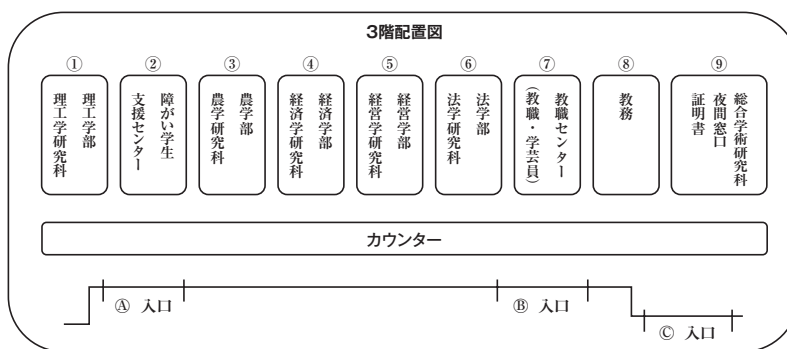 3階配置図
①
理工学部
理工学研究科
②
障がい学生
支援センター
③
農学部
農学研究科
④
経済学部
経済学研究科
⑤
経営学部
経営学研究科
⑥
法学部
法学研究科
⑦
教職センター
（教職・学芸員）
⑧
教務
⑨
総合学術研究科
夜間窓口
証明書
カウンター
Ⓐ 入口
Ⓑ 入口
Ⓒ 入口